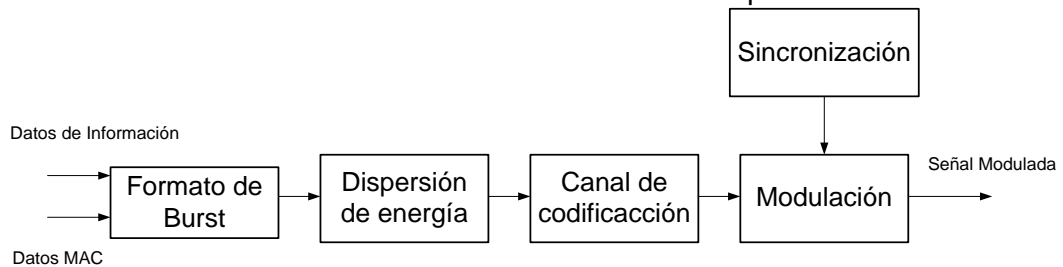 Sincronización
Datos de Información
Señal Modulada
Formato de
Burst
Dispersión
de energía
Canal de
codificacción
Modulación
Datos MAC